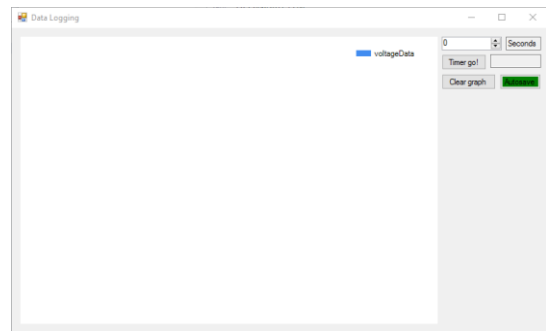 Data Logging
voltageData
0
Seconds
Timer go!
Clear graph
Autosave